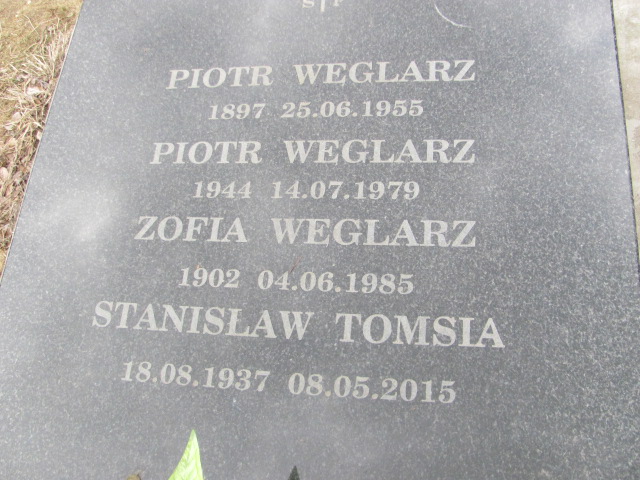 S P
PIOTR WEGLARZ
1897 25.06.1955
PIOTR WEGLARZ
1944 14.07.1979
ZOFIA WEGLARZ
1902 04.06.1985
STANISŁAW TOMSIA
18.08.1937 08.05.2015